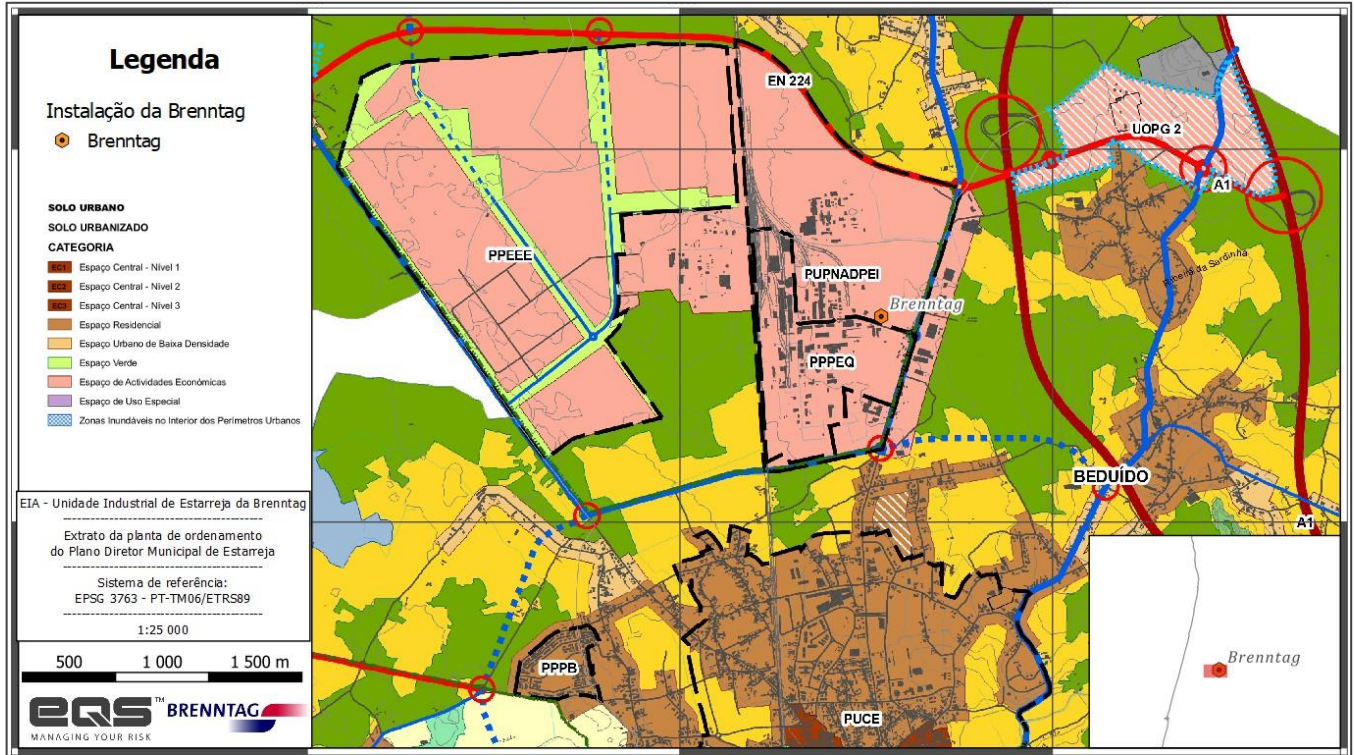 Legenda
Instalação da Brenntag
Brenntag
SOLO URBANO
SOLO URBANIZADO
CATEGORIA
EC1 Espaço Central - Nível 1
EC2 Espaço Central - Nível 2
EC3 Espaço Central - Nível 3
Espaço Residencial
Espaço Urbano de Baixa Densidade
Espaço Verde
Espaço de Actividades Económicas
Espaço de Uso Especial
Zonas Inundáveis no Interior dos Perímetros Urbanos
EIA - Unidade Industrial de Estarreja da Brenntag
Extrato da planta de ordenamento
do Plano Diretor Municipal de Estarreja
Sistema de referência:
EPSG 3763 - PT-TM06/ETRS89
1:25 000
500 1 000 1 500 m
eQS™
MANAGING YOUR RISK
BRENNTAG
EN 224
UOPG 2
A1
PPEEE
PUPNADPEI
Ribeira da Sardinha
Brenntag
PPPEQ
BEDUÍDO
A1
PPPB
PUCE
Brenntag